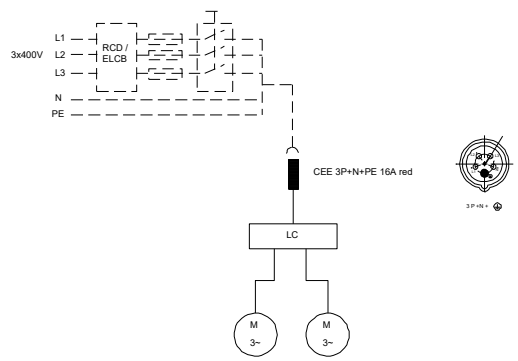 L1
RCD /
ELCB
3x400V L2
L3
N
PE
CEE 3P+N+PE 16A red
3 P +N +
LC
M
3~
M
3~